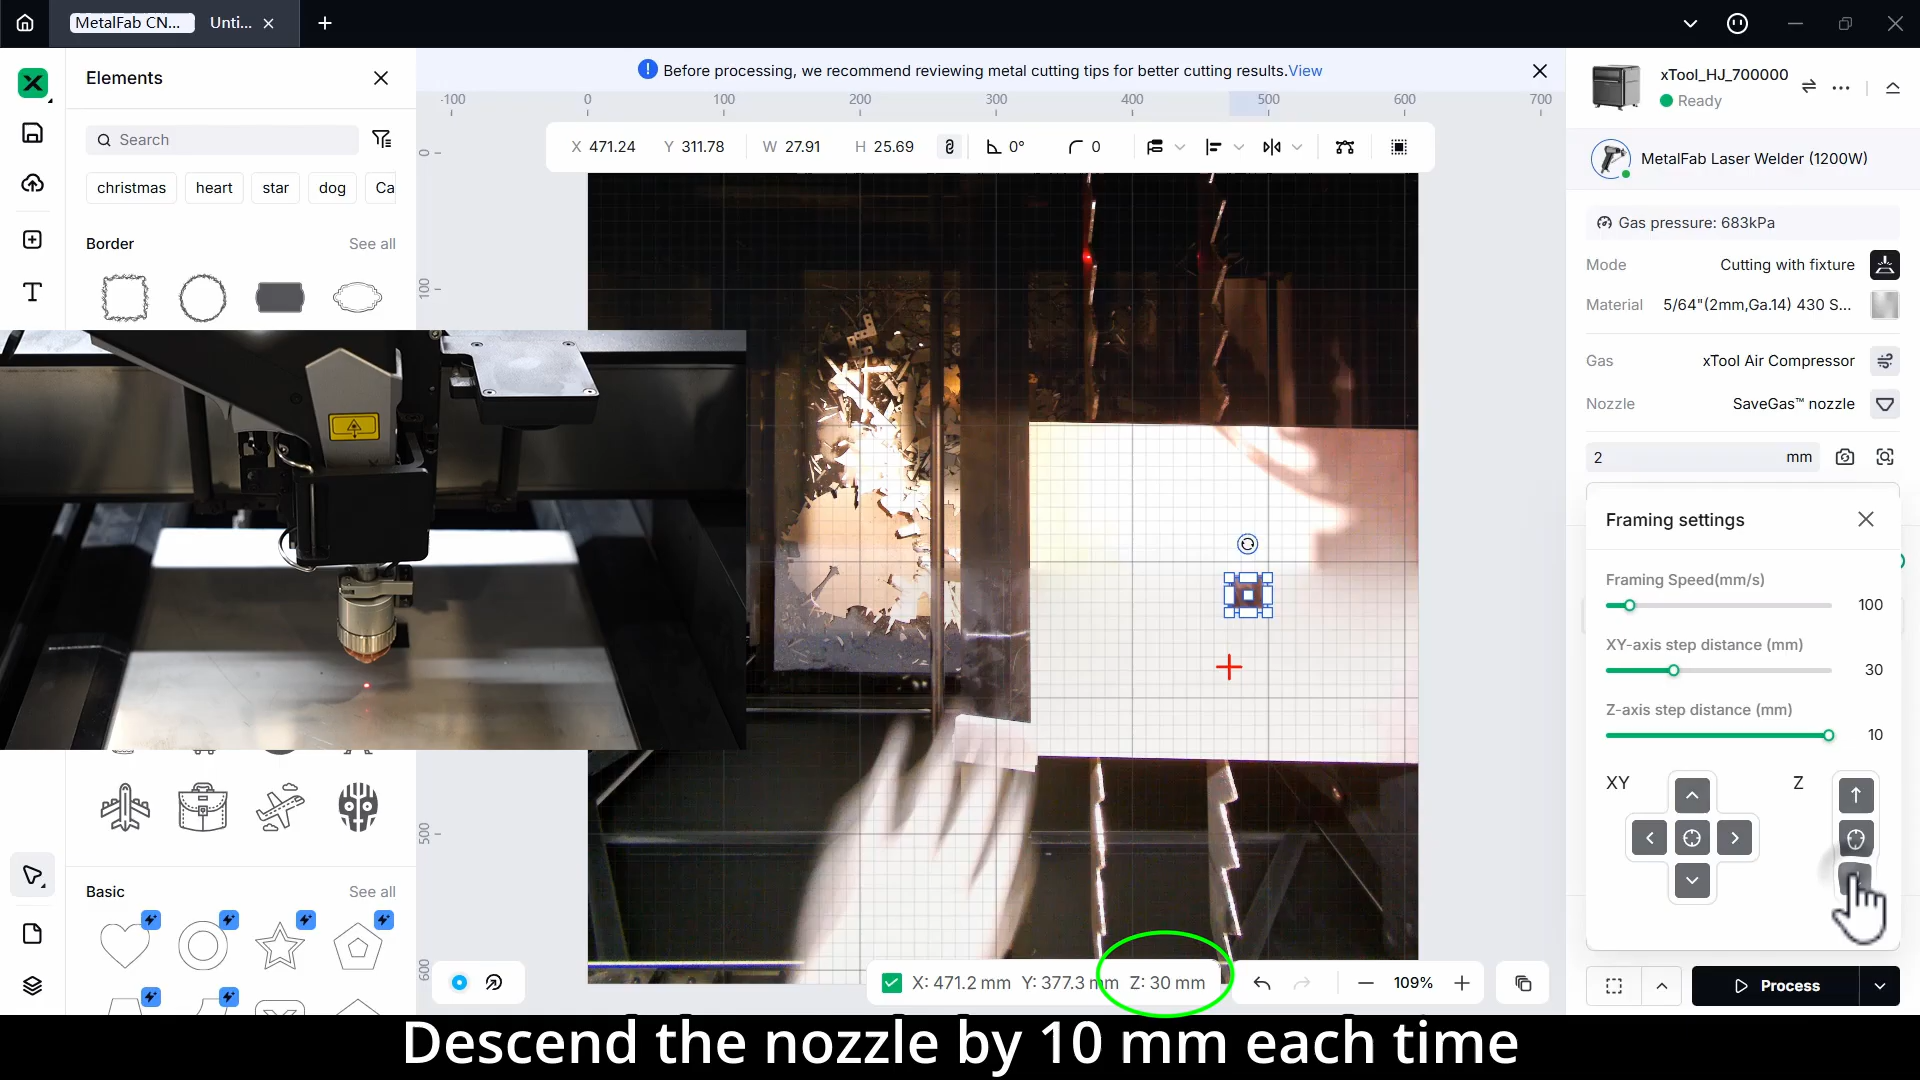 MetalFab CN...
Unti...
Elements
Search
christmas
heart
star
dog
Ca
Border
See all
Basic
See all
Before processing, we recommend reviewing metal cutting tips for better cutting results.View
-100
0
100
200
300
400
500
600
700
0
100
500
600
X 471.24
Y 311.78
W 27.91
H 25.69
0°
0
X: 471.2 mm Y: 377.3 mm Z: 30 mm
109%
xTool_HJ_700000
Ready
MetalFab Laser Welder (1200W)
Gas pressure: 683kPa
Mode
Cutting with fixture
Material
5/64"(2mm,Ga.14) 430 S...
Gas
xTool Air Compressor
Nozzle
SaveGas™ nozzle
2
mm
Framing settings
Framing Speed(mm/s)
100
XY-axis step distance (mm)
30
Z-axis step distance (mm)
10
XY
Z
Process
Descend the nozzle by 10 mm each time